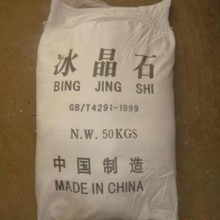 冰晶石
BING JING SHI
GB/T4291-1999
N.W. 50KGS
中国制造
MADE IN CHINA